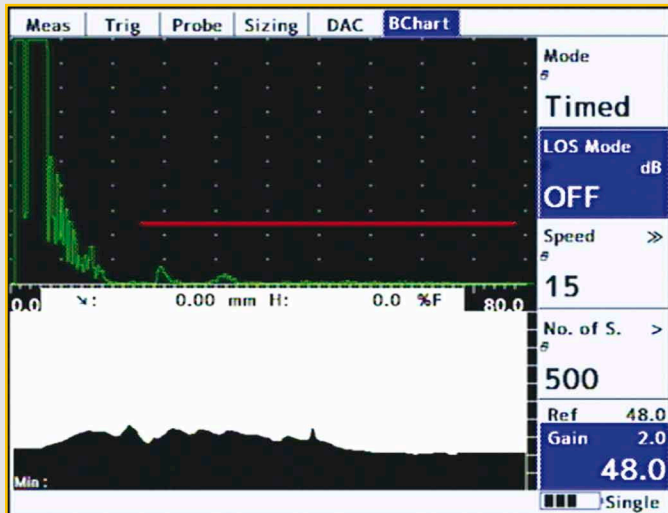 Meas Trig Probe Sizing DAC BChart
Mode
Timed
LOS Mode
dB
OFF
Speed >>
15
No. of S. >
500
Ref 48.0
Gain 2.0
48.0
Single
0.0 ↘: 0.00 mm H: 0.0 %F 80.0
Min: